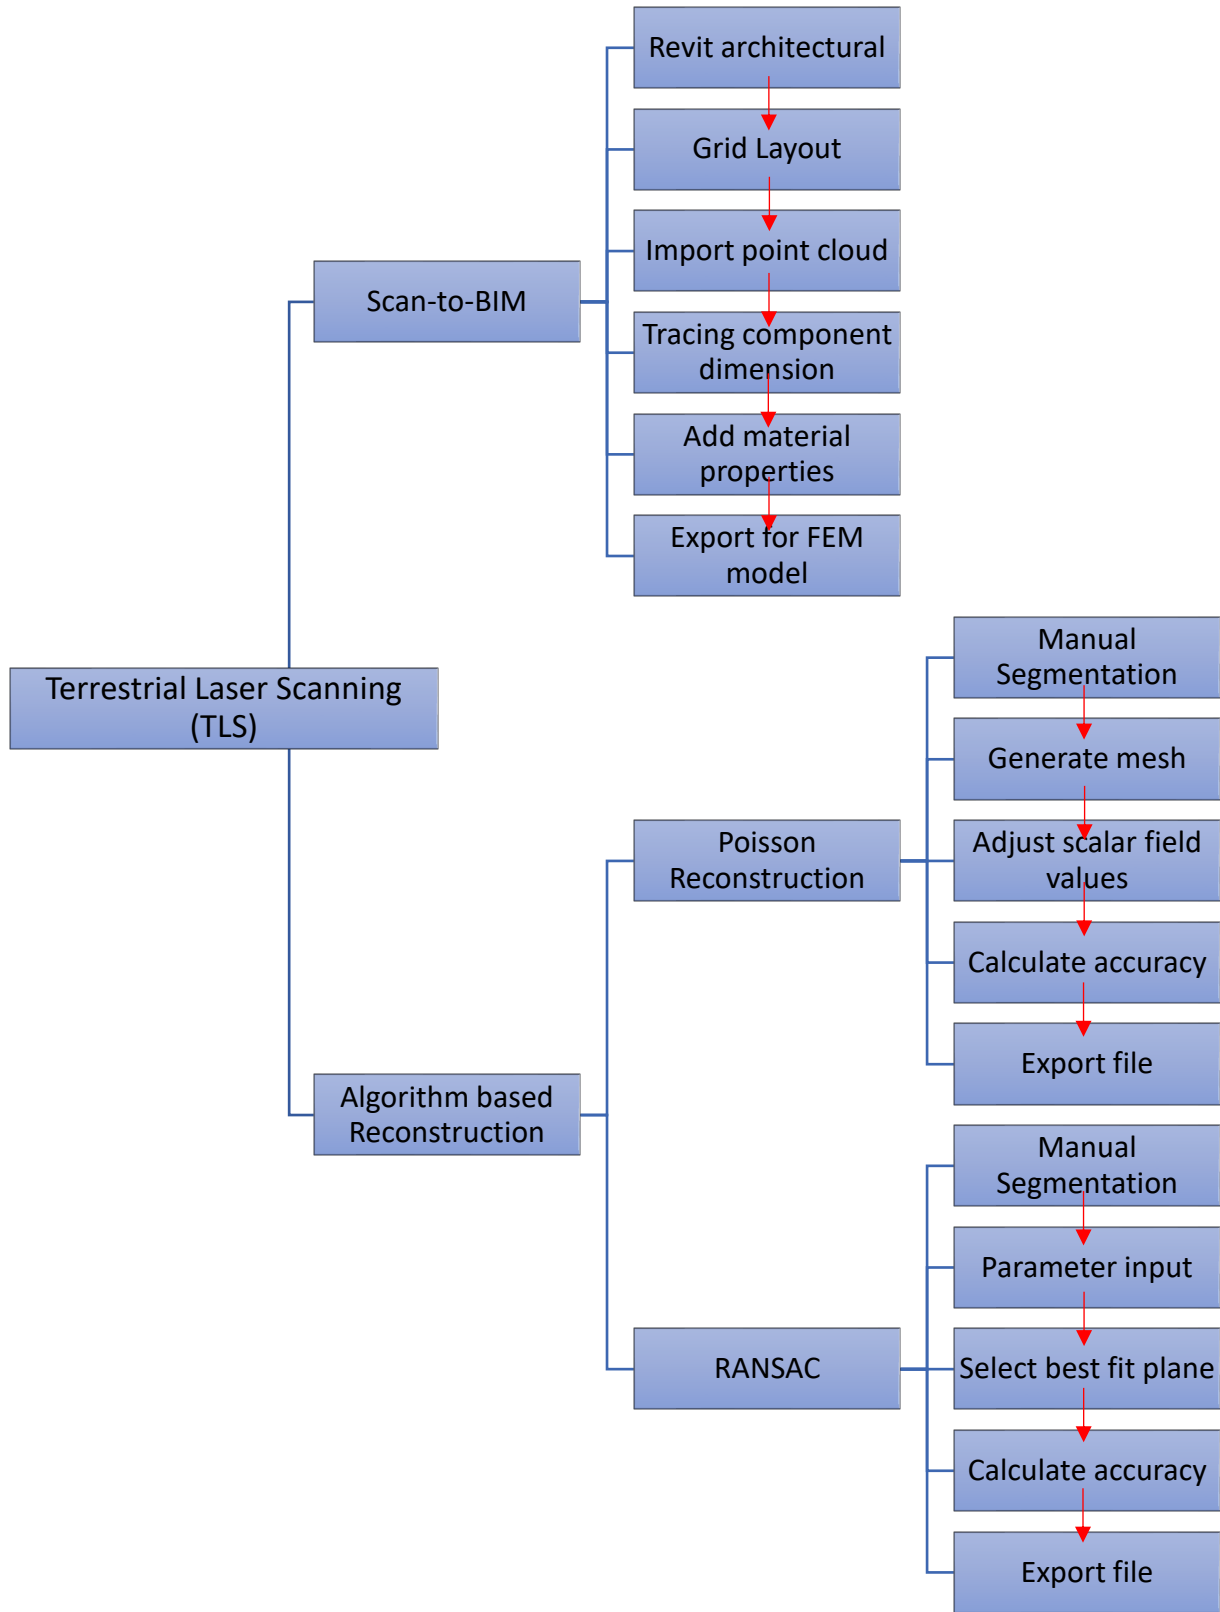 Revit architectural
Grid Layout
Import point cloud
Scan-to-BIM
Tracing component
dimension
Add material
properties
Export for FEM
model
Terrestrial Laser Scanning
(TLS)
Manual
Segmentation
Generate mesh
Poisson
Reconstruction
Adjust scalar field
values
Calculate accuracy
Export file
Algorithm based
Reconstruction
Manual
Segmentation
Parameter input
RANSAC
Select best fit plane
Calculate accuracy
Export file